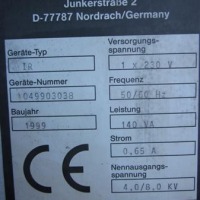 Junkerstraße 2
D-77787 Nordrach/Germany
Geräte-Typ
TR
Geräte-Nummer
1049903038
Baujahr
1999
CE
Versorgungs-
spannung
1 x 230 V
Frequenz
50/60 Hz
Leistung
140 VA
Strom
0,65 A
Nennausgangs-
spannung
4,0/8,0 KV